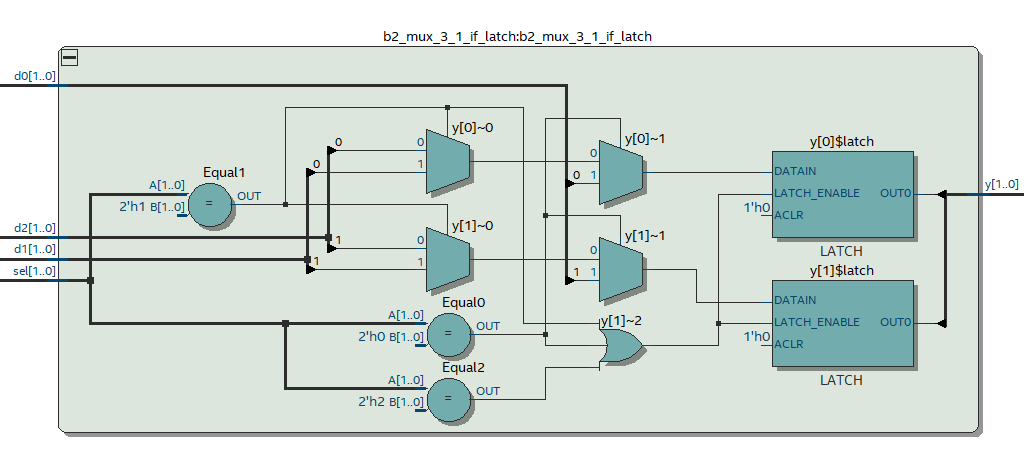 b2_mux_3_1_if_latch:b2_mux_3_1_if_latch
d0[1..0]
y[0]~0
y[0]~1
y[0]$latch
0
0
0
1
0
1
0
DATAIN
LATCH_ENABLE
OUT0
1'h0
ACLR
LATCH
y[1..0]
Equal1
A[1..0]
2'h1
B[1..0]
=
OUT
d2[1..0]
d1[1..0]
sel[1..0]
y[1]~0
y[1]~1
y[1]$latch
1
1
0
1
0
1
1
DATAIN
LATCH_ENABLE
OUT0
1'h0
ACLR
LATCH
Equal0
A[1..0]
2'h0
B[1..0]
=
OUT
y[1]~2
Equal2
A[1..0]
2'h2
B[1..0]
=
OUT